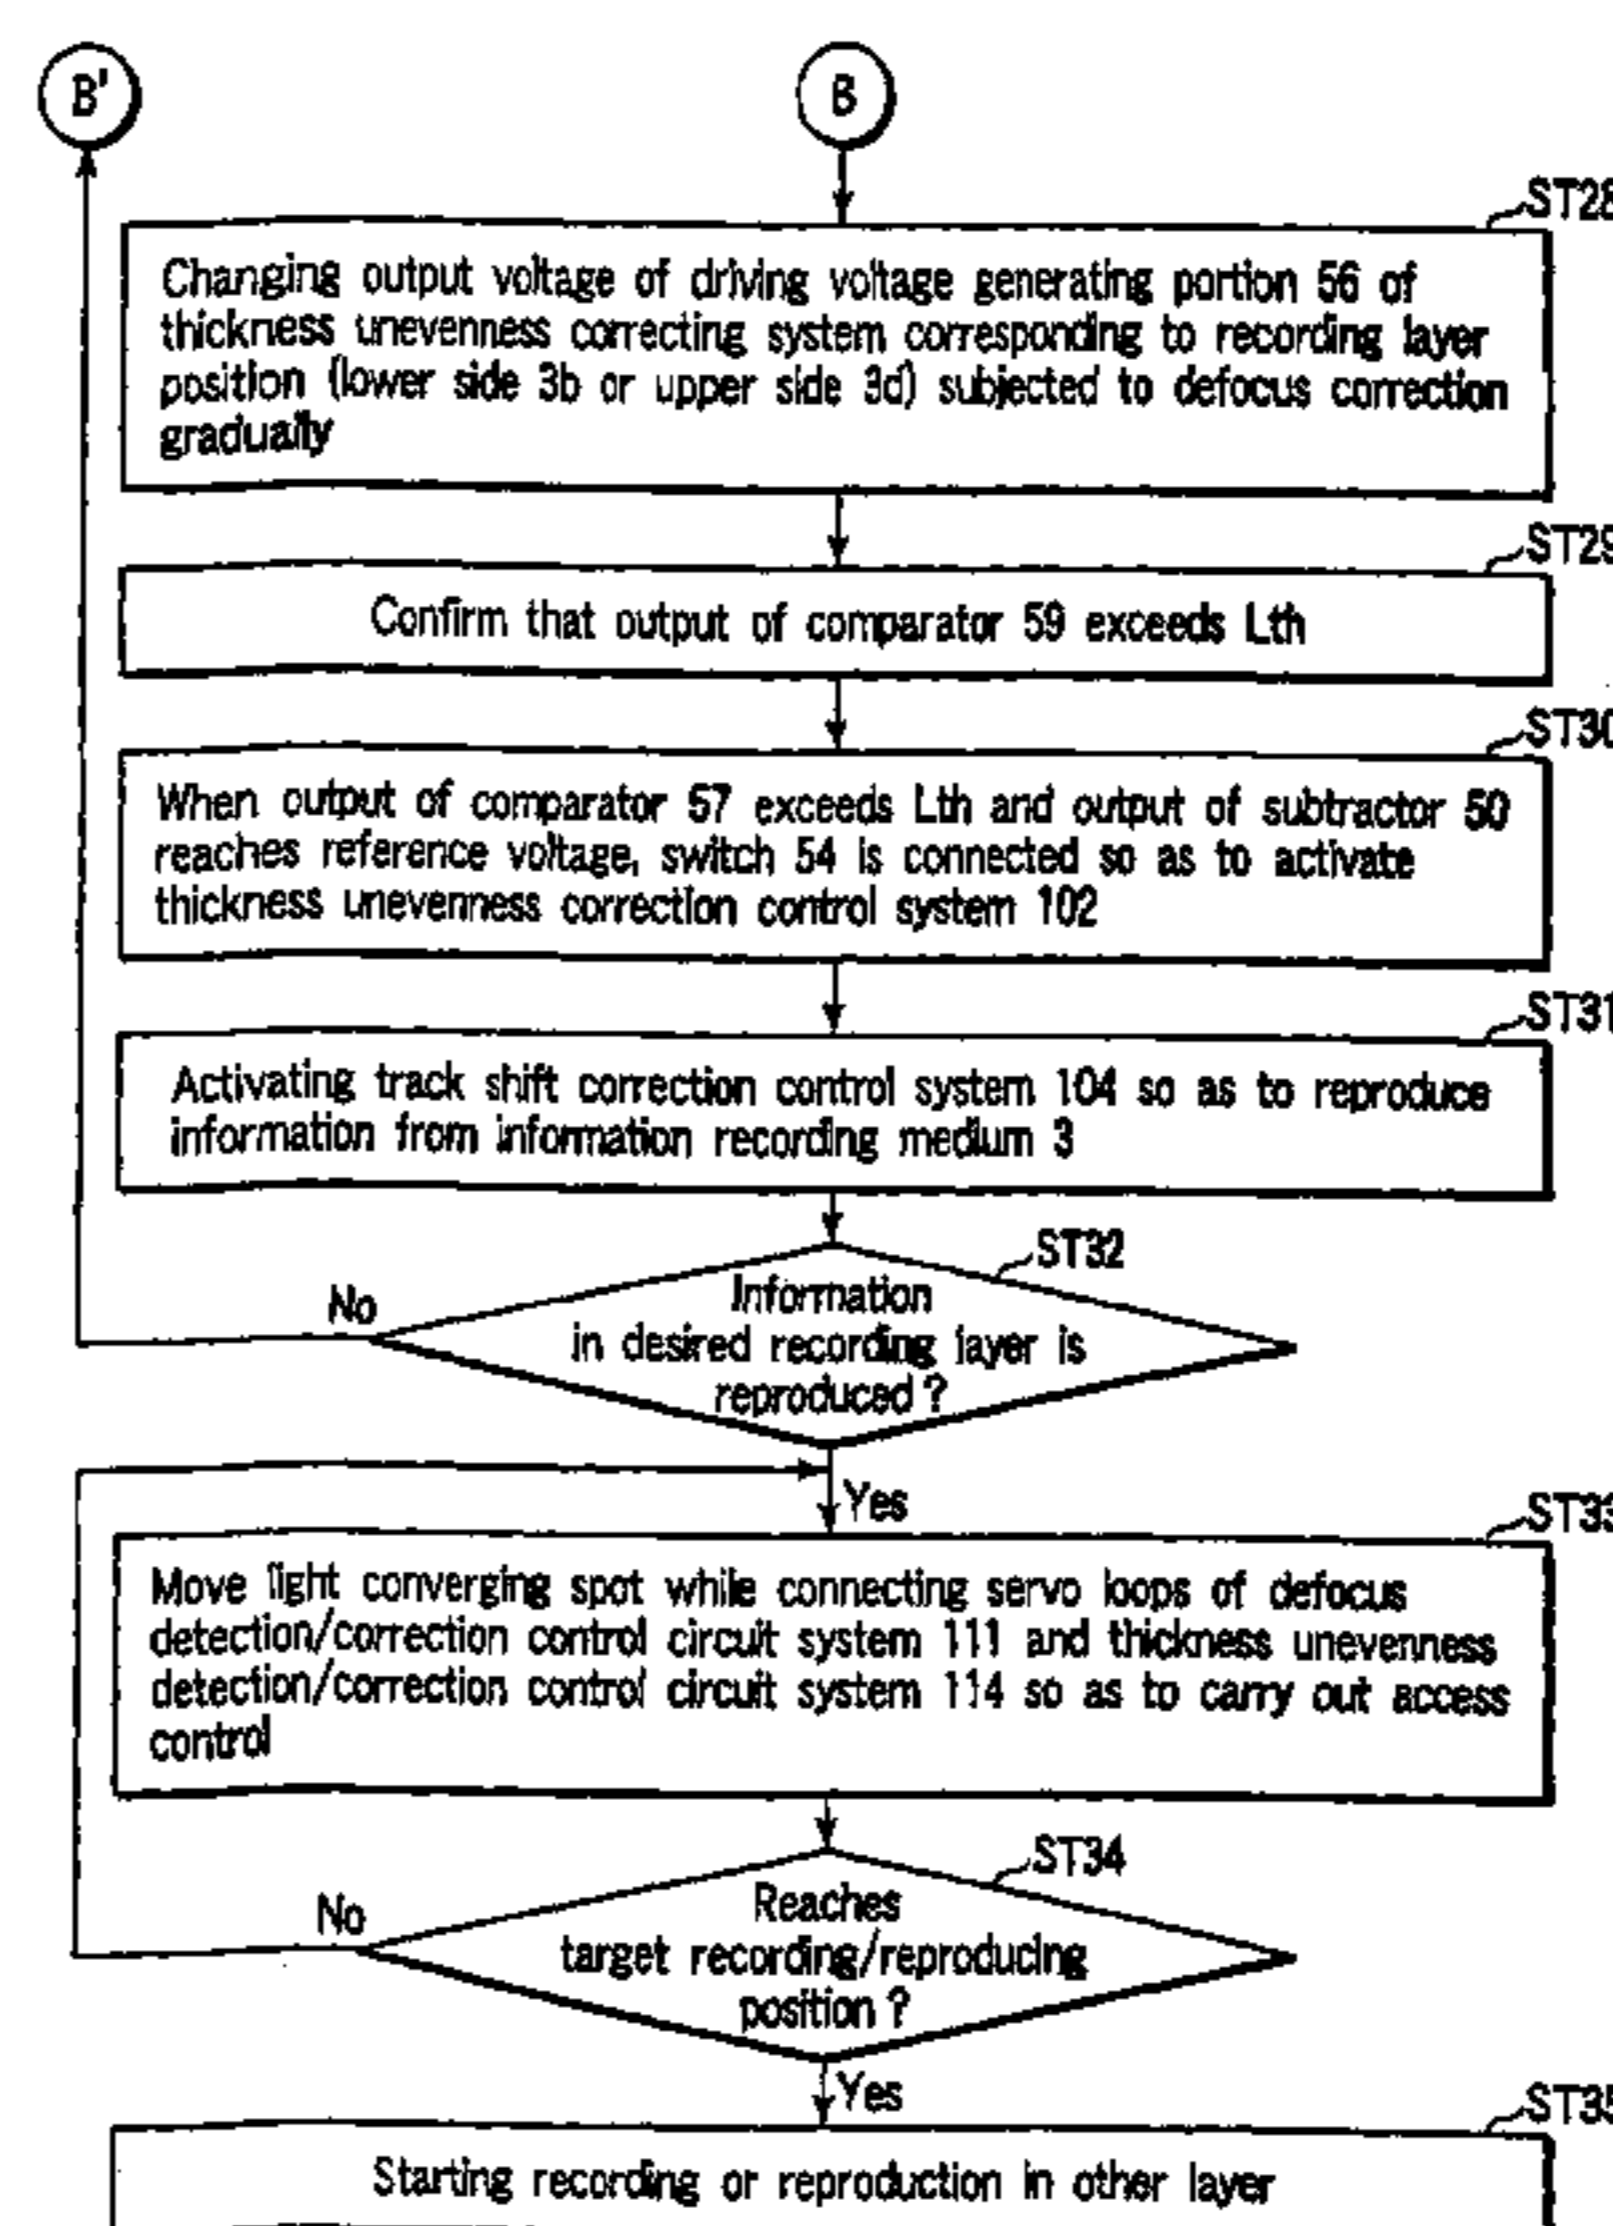 B'
B
ST28
Changing output voltage of driving voltage generating portion 56 of
thickness unevenness correcting system corresponding to recording layer
position (lower side 3b or upper side 3d) subjected to defocus correction
gradually
ST29
Confirm that output of comparator 59 exceeds Lth
ST30
When output of comparator 57 exceeds Lth and output of subtractor 50
reaches reference voltage, switch 54 is connected so as to activate
thickness unevenness correction control system 102
ST31
Activating track shift correction control system 104 so as to reproduce
information from information recording medium 3
ST32
No
Information
in desired recording layer is
reproduced ?
Yes
ST33
Move light converging spot while connecting servo loops of defocus
detection/correction control circuit system 111 and thickness unevenness
detection/correction control circuit system 114 so as to carry out access
control
ST34
No
Reaches
target recording/reproducing
position ?
Yes
ST35
Starting recording or reproduction in other layer